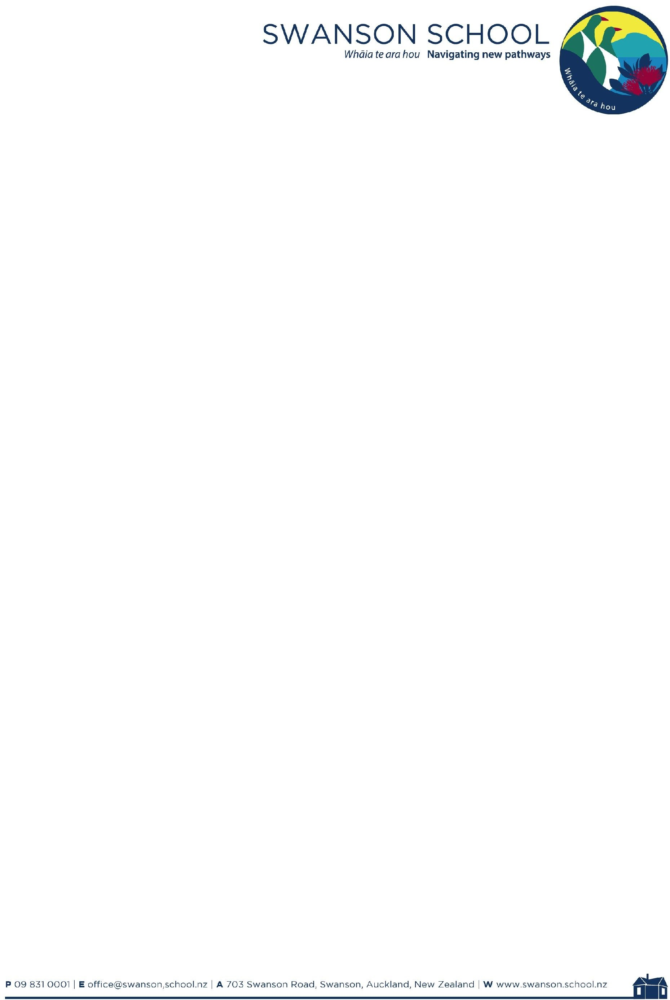 SWANSON SCHOOL
Whāia te ara hou Navigating new pathways
Whāia te ara hou
P 09 831 0001 | E office@swanson,school.nz | A 703 Swanson Road, Swanson, Auckland, New Zealand | W www.swanson.school.nz